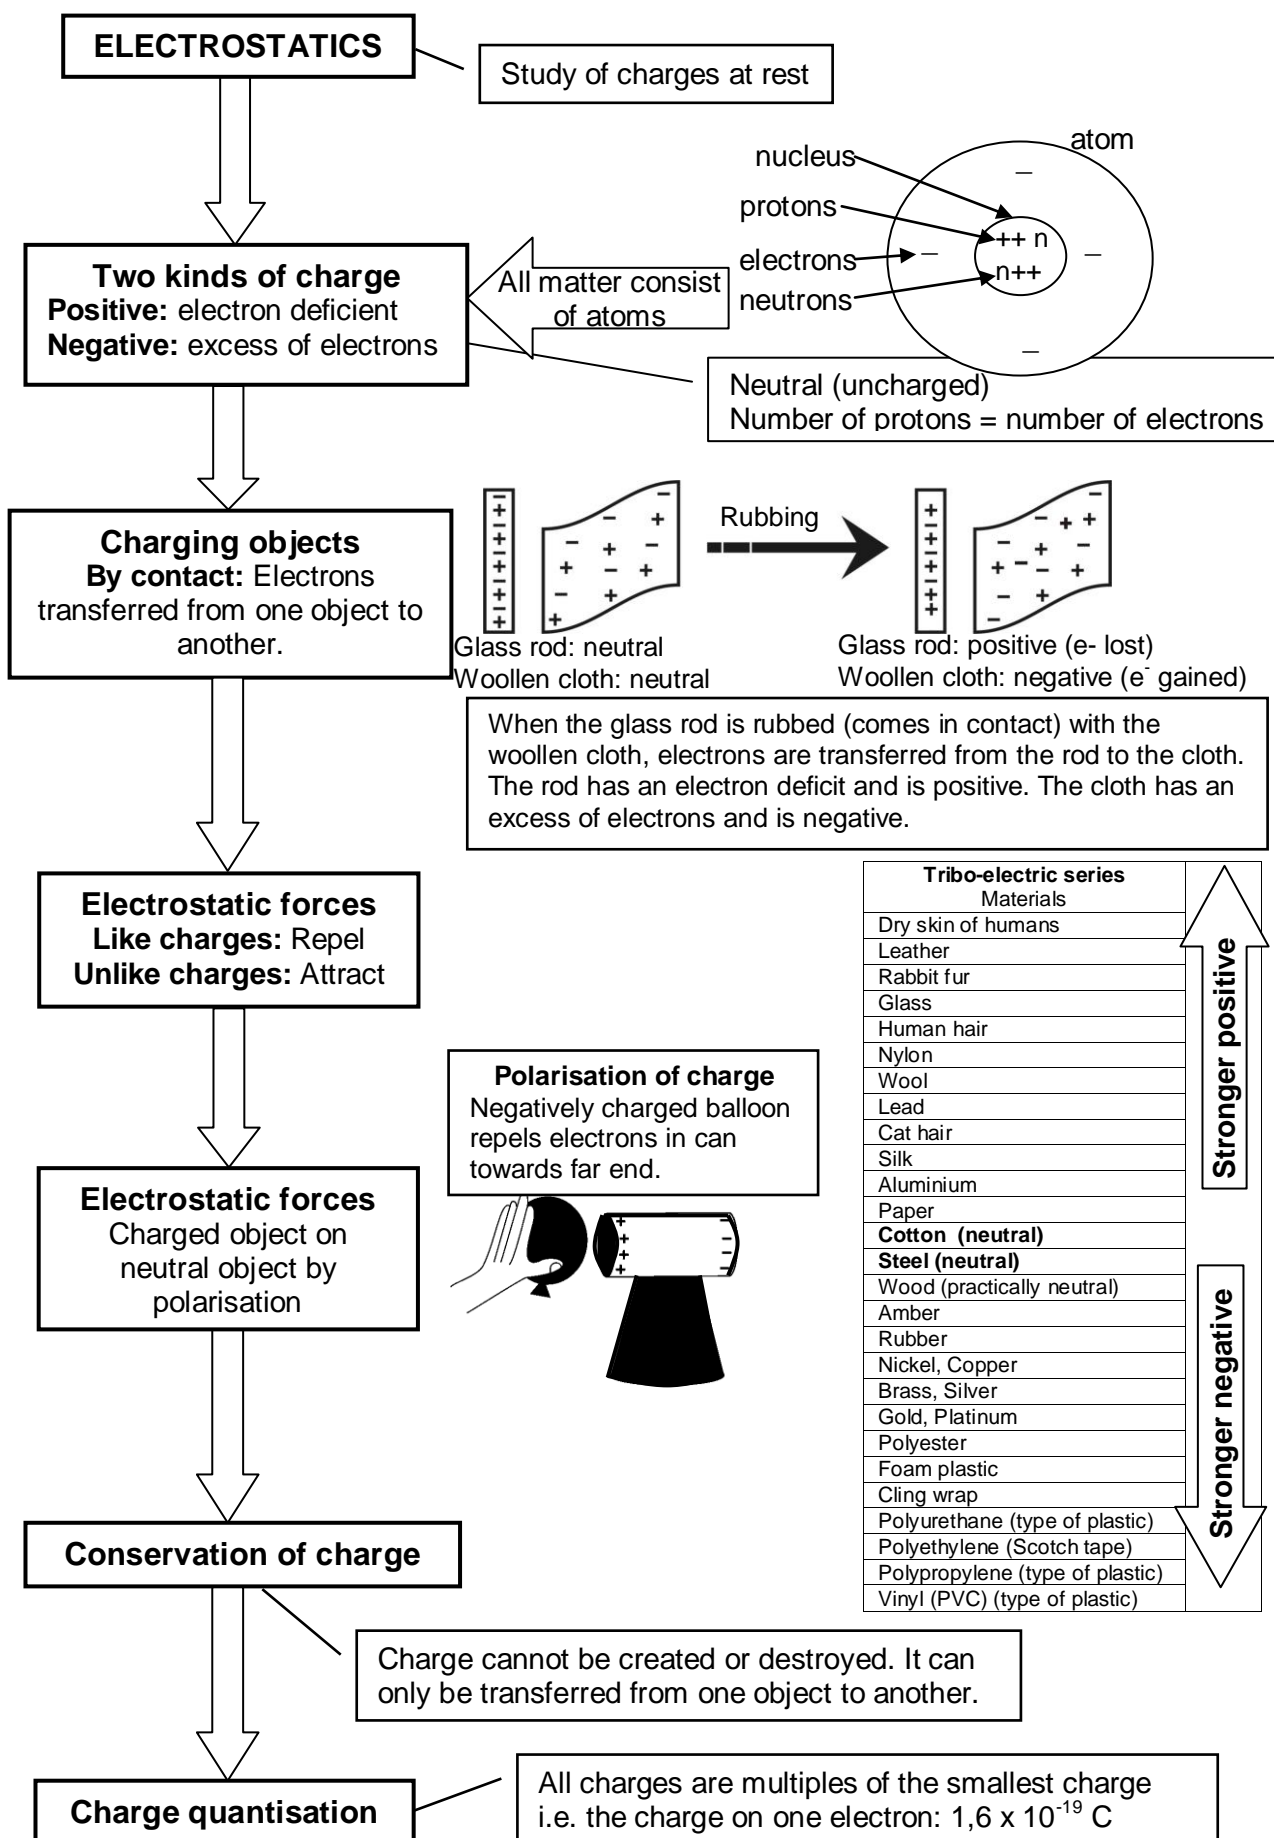 ELECTROSTATICS
Study of charges at rest
atom
nucleus
protons
electrons
neutrons
++ n
n++
Two kinds of charge
Positive: electron deficient
Negative: excess of electrons
All matter consist
of atoms
Neutral (uncharged)
Number of protons = number of electrons
Charging objects
By contact: Electrons
transferred from one object to
another.
Rubbing
Glass rod: neutral
Woollen cloth: neutral
Glass rod: positive (e- lost)
Woollen cloth: negative (e⁻ gained)
When the glass rod is rubbed (comes in contact) with the
woollen cloth, electrons are transferred from the rod to the cloth.
The rod has an electron deficit and is positive. The cloth has an
excess of electrons and is negative.
Electrostatic forces
Like charges: Repel
Unlike charges: Attract
Polarisation of charge
Negatively charged balloon
repels electrons in can
towards far end.
Electrostatic forces
Charged object on
neutral object by
polarisation
Tribo-electric series
Materials
Dry skin of humans
Leather
Rabbit fur
Glass
Human hair
Nylon
Wool
Lead
Cat hair
Silk
Aluminium
Paper
Cotton (neutral)
Steel (neutral)
Wood (practically neutral)
Amber
Rubber
Nickel, Copper
Brass, Silver
Gold, Platinum
Polyester
Foam plastic
Cling wrap
Polyurethane (type of plastic)
Polyethylene (Scotch tape)
Polypropylene (type of plastic)
Vinyl (PVC) (type of plastic)
Stronger positive
Stronger negative
Conservation of charge
Charge cannot be created or destroyed. It can
only be transferred from one object to another.
Charge quantisation
All charges are multiples of the smallest charge
i.e. the charge on one electron: 1,6 x 10⁻¹⁹ C